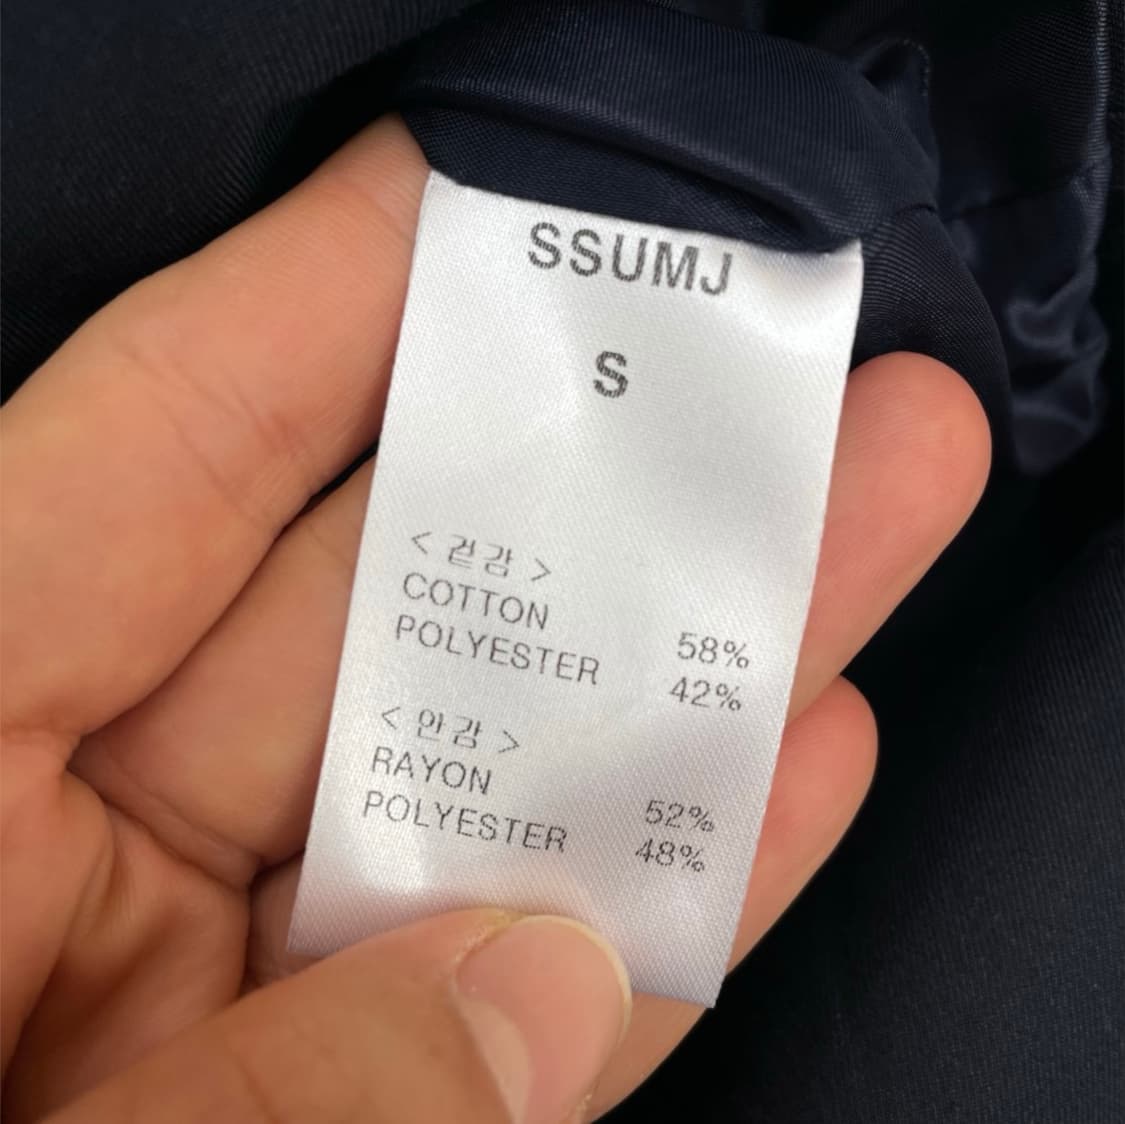 SSUMJ
S
< 겉감 >
COTTON 58%
POLYESTER 42%
< 안감 >
RAYON 52%
POLYESTER 48%